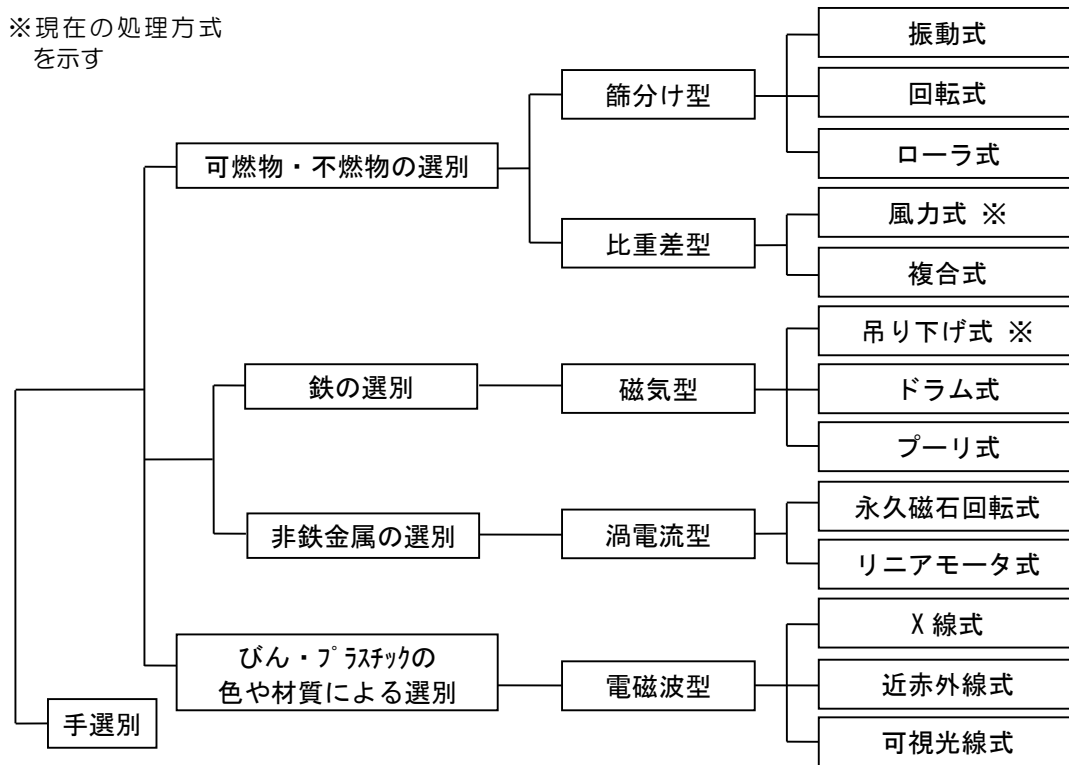 ※現在の処理方式
を示す
可燃物・不燃物の選別
篩分け型
振動式
回転式
ローラ式
比重差型
風力式 ※
複合式
鉄の選別
磁気型
吊り下げ式 ※
ドラム式
プーリ式
非鉄金属の選別
渦電流型
永久磁石回転式
リニアモータ式
びん・プラスチックの
色や材質による選別
電磁波型
X 線式
近赤外線式
可視光線式
手選別